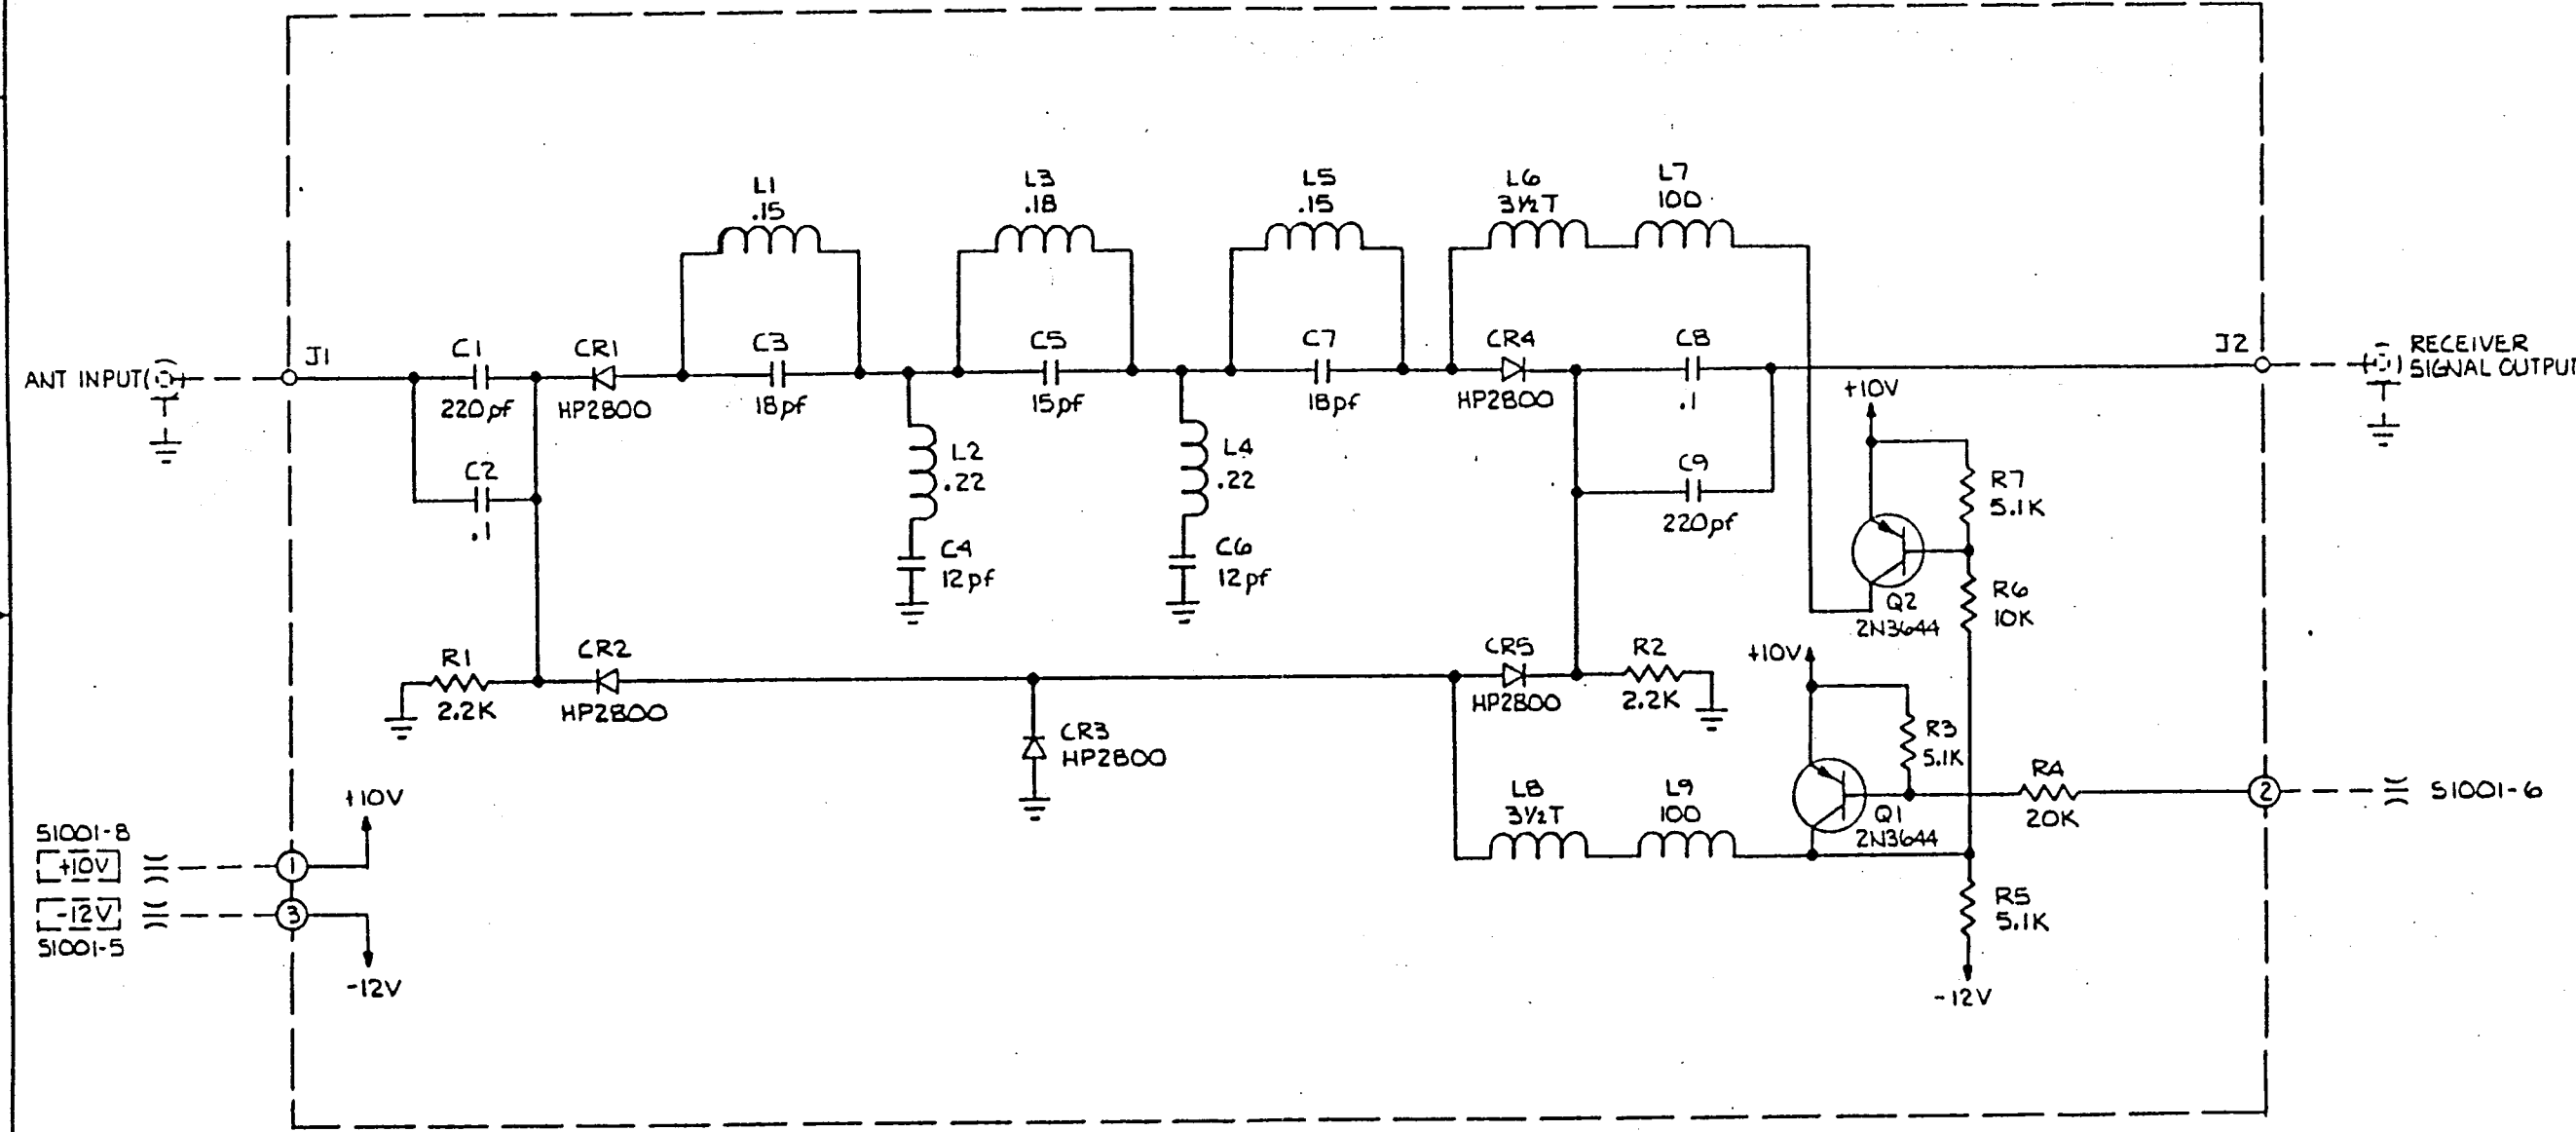 L1
.15
L3
.18
L5
.15
L6
3½T
L7
100
ANT INPUT
J1
C1
220pf
CR1
HP2800
C3
18pf
C5
15pf
C7
18pf
CR4
HP2800
C8
.1
J2
RECEIVER
SIGNAL OUTPUT
C2
.1
L2
.22
C4
12pf
L4
.22
C6
12pf
C9
220pf
+10V
R7
5.1K
Q2
2N3644
R6
10K
R1
2.2K
CR2
HP2800
CR3
HP2800
CR5
HP2800
R2
2.2K
+10V
R3
5.1K
L8
3½T
L9
100
Q1
2N3644
R4
20K
2
S1001-6
R5
5.1K
-12V
S1001-8
+10V
1
+10V
-12V
3
S1001-5
-12V